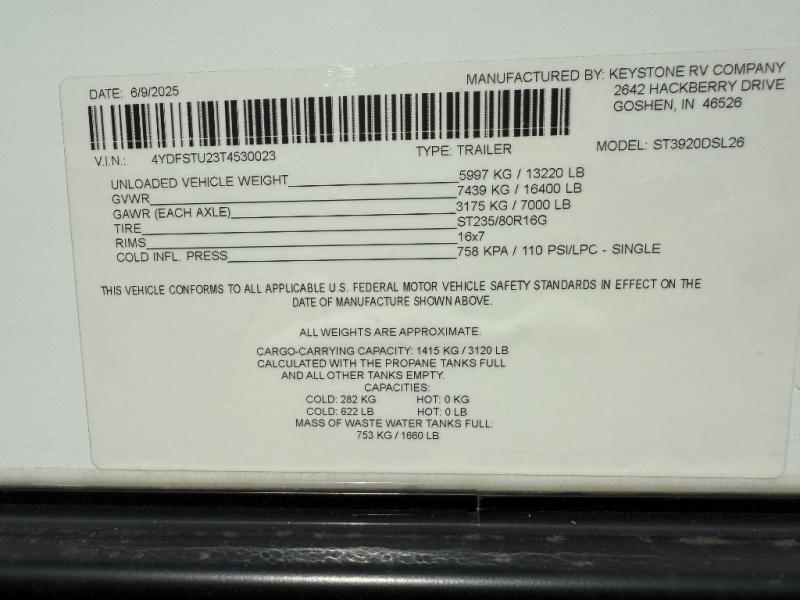 DATE: 6/9/2025
MANUFACTURED BY: KEYSTONE RV COMPANY
2642 HACKBERRY DRIVE
GOSHEN, IN 46526
V.I.N.: 4YDFSTU23T4530023 TYPE: TRAILER MODEL: ST3920DSL26
UNLOADED VEHICLE WEIGHT 5997 KG / 13220 LB
GVWR 7439 KG / 16400 LB
GAWR (EACH AXLE) 3175 KG / 7000 LB
TIRE ST235/80R16G
RIMS 16x7
COLD INFL. PRESS 758 KPA / 110 PSI/LPC - SINGLE
THIS VEHICLE CONFORMS TO ALL APPLICABLE U.S. FEDERAL MOTOR VEHICLE SAFETY STANDARDS IN EFFECT ON THE
DATE OF MANUFACTURE SHOWN ABOVE.
ALL WEIGHTS ARE APPROXIMATE.
CARGO-CARRYING CAPACITY: 1415 KG / 3120 LB
CALCULATED WITH THE PROPANE TANKS FULL
AND ALL OTHER TANKS EMPTY.
CAPACITIES:
COLD: 282 KG HOT: 0 KG
COLD: 622 LB HOT: 0 LB
MASS OF WASTE WATER TANKS FULL:
753 KG / 1660 LB